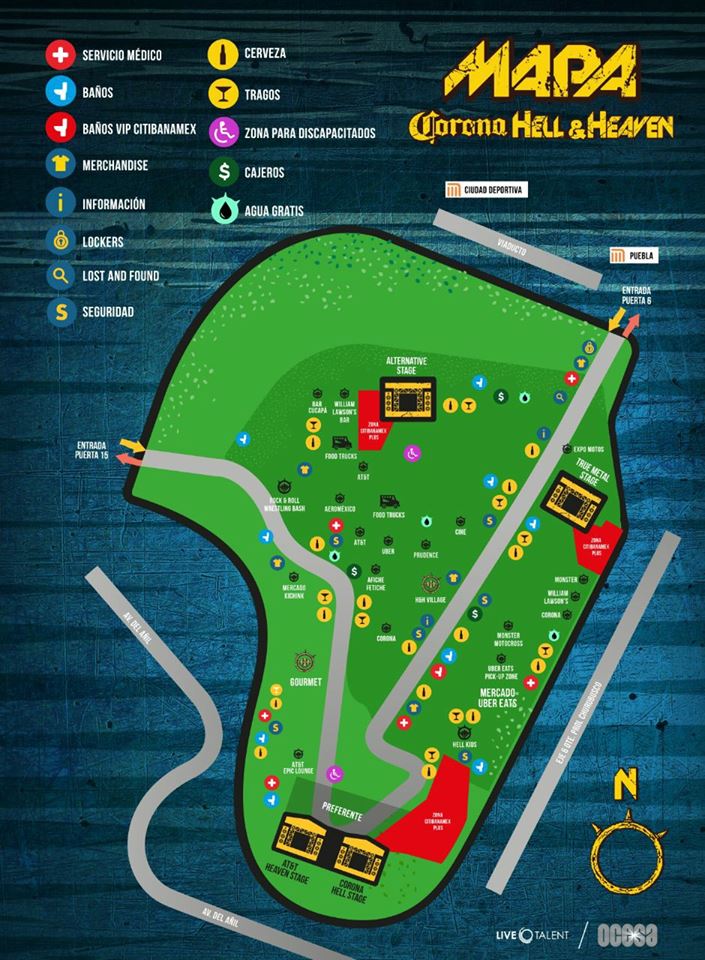 SERVICIO MÉDICO
BAÑOS
BAÑOS VIP CITIBANAMEX
MERCHANDISE
INFORMACIÓN
LOCKERS
LOST AND FOUND
SEGURIDAD
CERVEZA
TRAGOS
ZONA PARA DISCAPACITADOS
CAJEROS
AGUA GRATIS
MAPA
Corona HELL & HEAVEN
CIUDAD DEPORTIVA
VIADUCTO
PUEBLA
ENTRADA
PUERTA 6
ALTERNATIVE
STAGE
BAR
CUCAPÁ
WILLIAM
LAWSON'S
BAR
ZONA
CITIBANAMEX
PLUS
FOOD TRUCKS
AT&T
ENTRADA
PUERTA 15
EXPO MOTOS
TRUE METAL
STAGE
ZONA
CITIBANAMEX
PLUS
ROCK & ROLL
WRESTLING BASH
AEROMÉXICO
FOOD TRUCKS
AT&T
UBER
PRUDENCE
CINE
AFICHE
FETICHE
MERCADO
KICHINK
H&H VILLAGE
CORONA
MONSTER
WILLIAM
LAWSON'S
CORONA
MONSTER
MOTOCROSS
UBER EATS
PICK-UP ZONE
MERCADO
UBER EATS
GOURMET
HELL KIDS
AT&T
EPIC LOUNGE
PREFERENTE
ZONA
CITIBANAMEX
PLUS
AT&T
HEAVEN STAGE
CORONA
HELL STAGE
AV. DEL AÑIL
AV. DEL AÑIL
EJE 6 OTE. PROL CHURUBUSCO
N
LIVE TALENT
OCESA